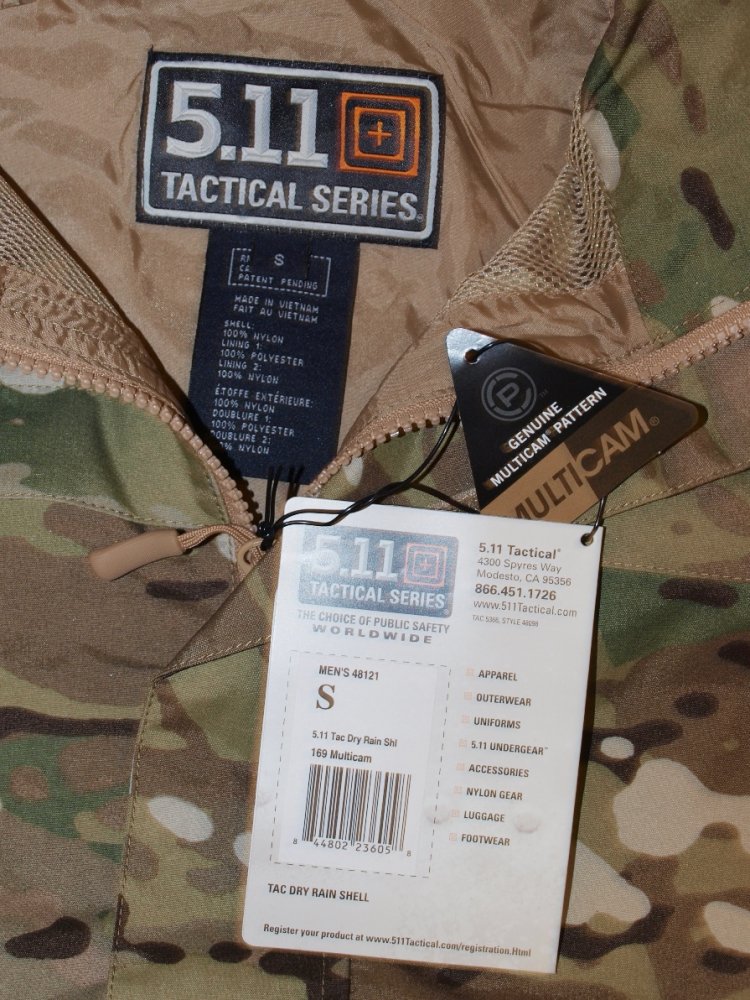 5.11
TACTICAL SERIES®
S
CA
PATENT PENDING
MADE IN VIETNAM
FAIT AU VIETNAM
SHELL:
100% NYLON
LINING 1:
100% POLYESTER
LINING 2:
100% NYLON
ÉTOFFE EXTÉRIEURE:
100% NYLON
DOUBLURE 1:
100% POLYESTER
DOUBLURE 2:
% NYLON
P
GENUINE
MULTICAM PATTERN
MULTICAM®
5.11
TACTICAL SERIES
THE CHOICE OF PUBLIC SAFETY
WORLDWIDE
5.11 Tactical®
4300 Spyres Way
Modesto, CA 95356
866.451.1726
www.511Tactical.com
MEN'S 48121
S
5.11 Tac Dry Rain Shl
169 Multicam
8 44802 23605 8
APPAREL
OUTERWEAR
UNIFORMS
5.11 UNDERGEAR™
ACCESSORIES
NYLON GEAR
LUGGAGE
FOOTWEAR
TAC DRY RAIN SHELL
Register your product at www.511Tactical.com/registration.Html